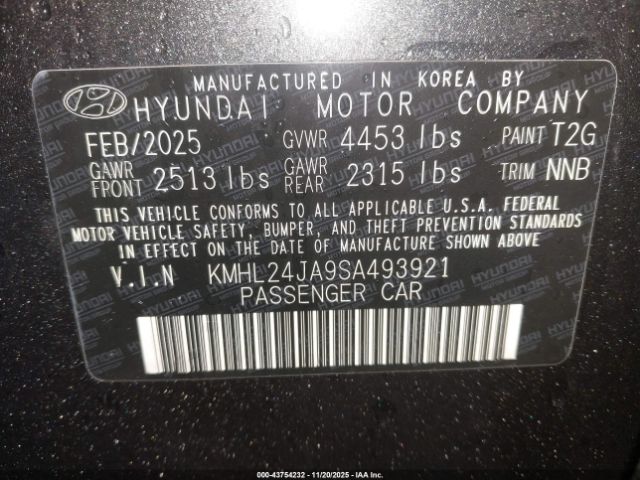 MANUFACTURED IN KOREA BY
HYUNDAI MOTOR COMPANY
FEB/2025 GVWR 4453 lbs PAINT T2G
GAWR FRONT 2513 lbs GAWR REAR 2315 lbs TRIM NNB
THIS VEHICLE CONFORMS TO ALL APPLICABLE U.S.A. FEDERAL
MOTOR VEHICLE SAFETY, BUMPER, AND THEFT PREVENTION STANDARDS
IN EFFECT ON THE DATE OF MANUFACTURE SHOWN ABOVE
V.I.N KMHL24JA9SA493921
PASSENGER CAR
000-43754232 - 11/20/2025 - IAA Inc.